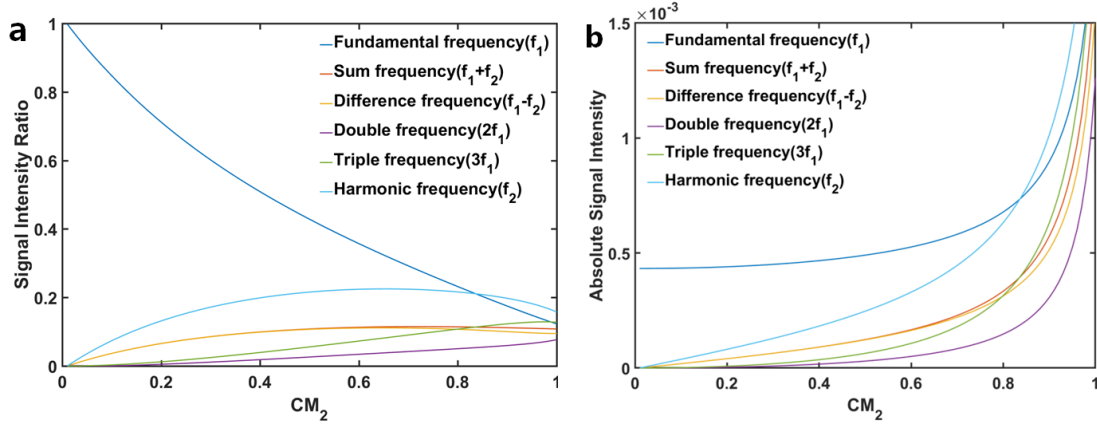 a
Signal Intensity Ratio
1
0.8
0.6
0.4
0.2
0
Fundamental frequency(f1)
Sum frequency(f1+f2)
Difference frequency(f1-f2)
Double frequency(2f1)
Triple frequency(3f1)
Harmonic frequency(f2)
0 0.2 0.4 0.6 0.8 1
CM2
b
Absolute Signal Intensity
×10-3
1.5
1
0.5
0
Fundamental frequency(f1)
Sum frequency(f1+f2)
Difference frequency(f1-f2)
Double frequency(2f1)
Triple frequency(3f1)
Harmonic frequency(f2)
0 0.2 0.4 0.6 0.8 1
CM2